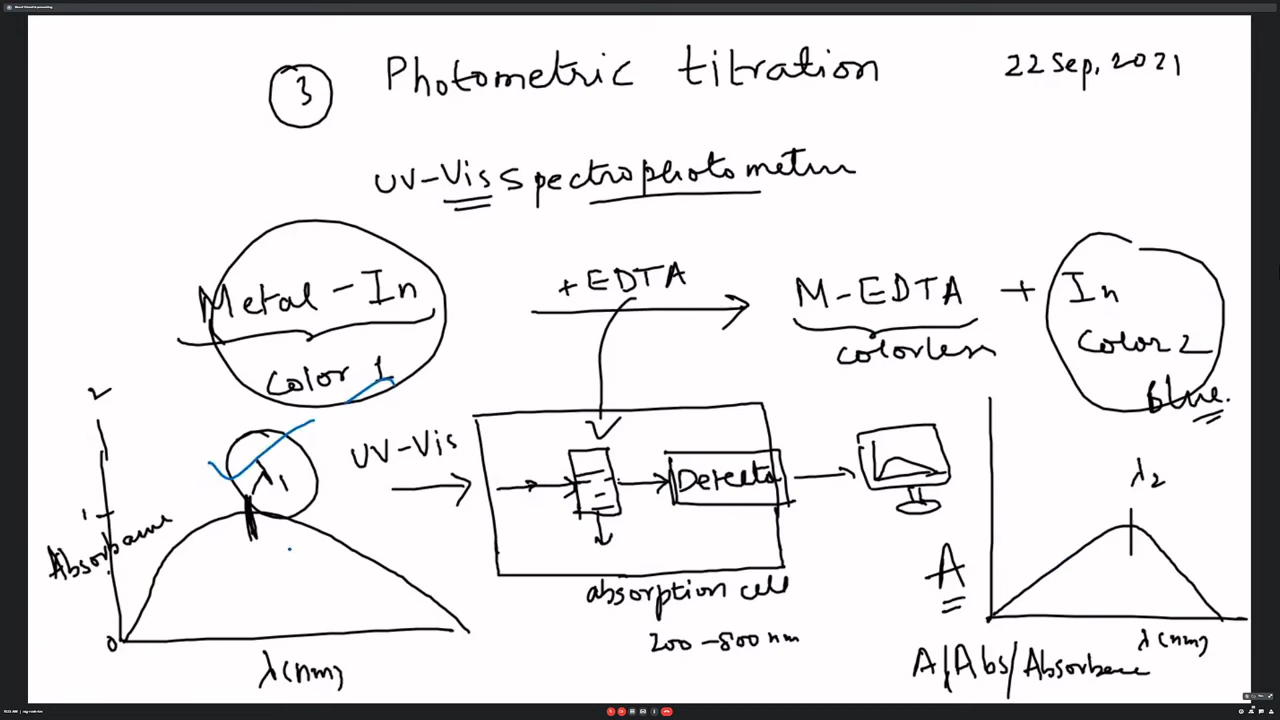 3 Photometric titration 22 Sep, 2021
UV-Vis Spectrophotometer
Metal - In + EDTA M-EDTA + In
Color 1 colorless Color 2
blue.
2
1
0
Absorbance
λ1
λ(nm)
UV-Vis
Detector
absorption cell
200 - 800 nm
A
A/Abs/Absorbance
λ2
λ(nm)